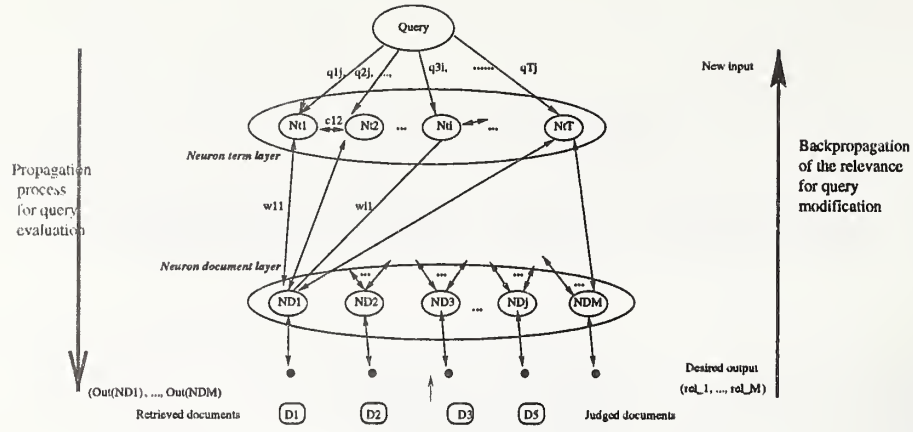 Query
q1j, q2j, ..., q3i, ...... qTj
New input
Nt1 c12 Nt2 ... Nti ... NtT
Neuron term layer
Propagation
process
for query
evaluation
Backpropagation
of the relevance
for query
modification
w11 wi1
Neuron document layer
... ... ... ...
ND1 ND2 ND3 ... NDj NDM
Desired output
(Out(ND1), ..., Out(NDM)
(rel_1, ..., rel_M)
Retrieved documents D1 D2 D3 D5 Judged documents